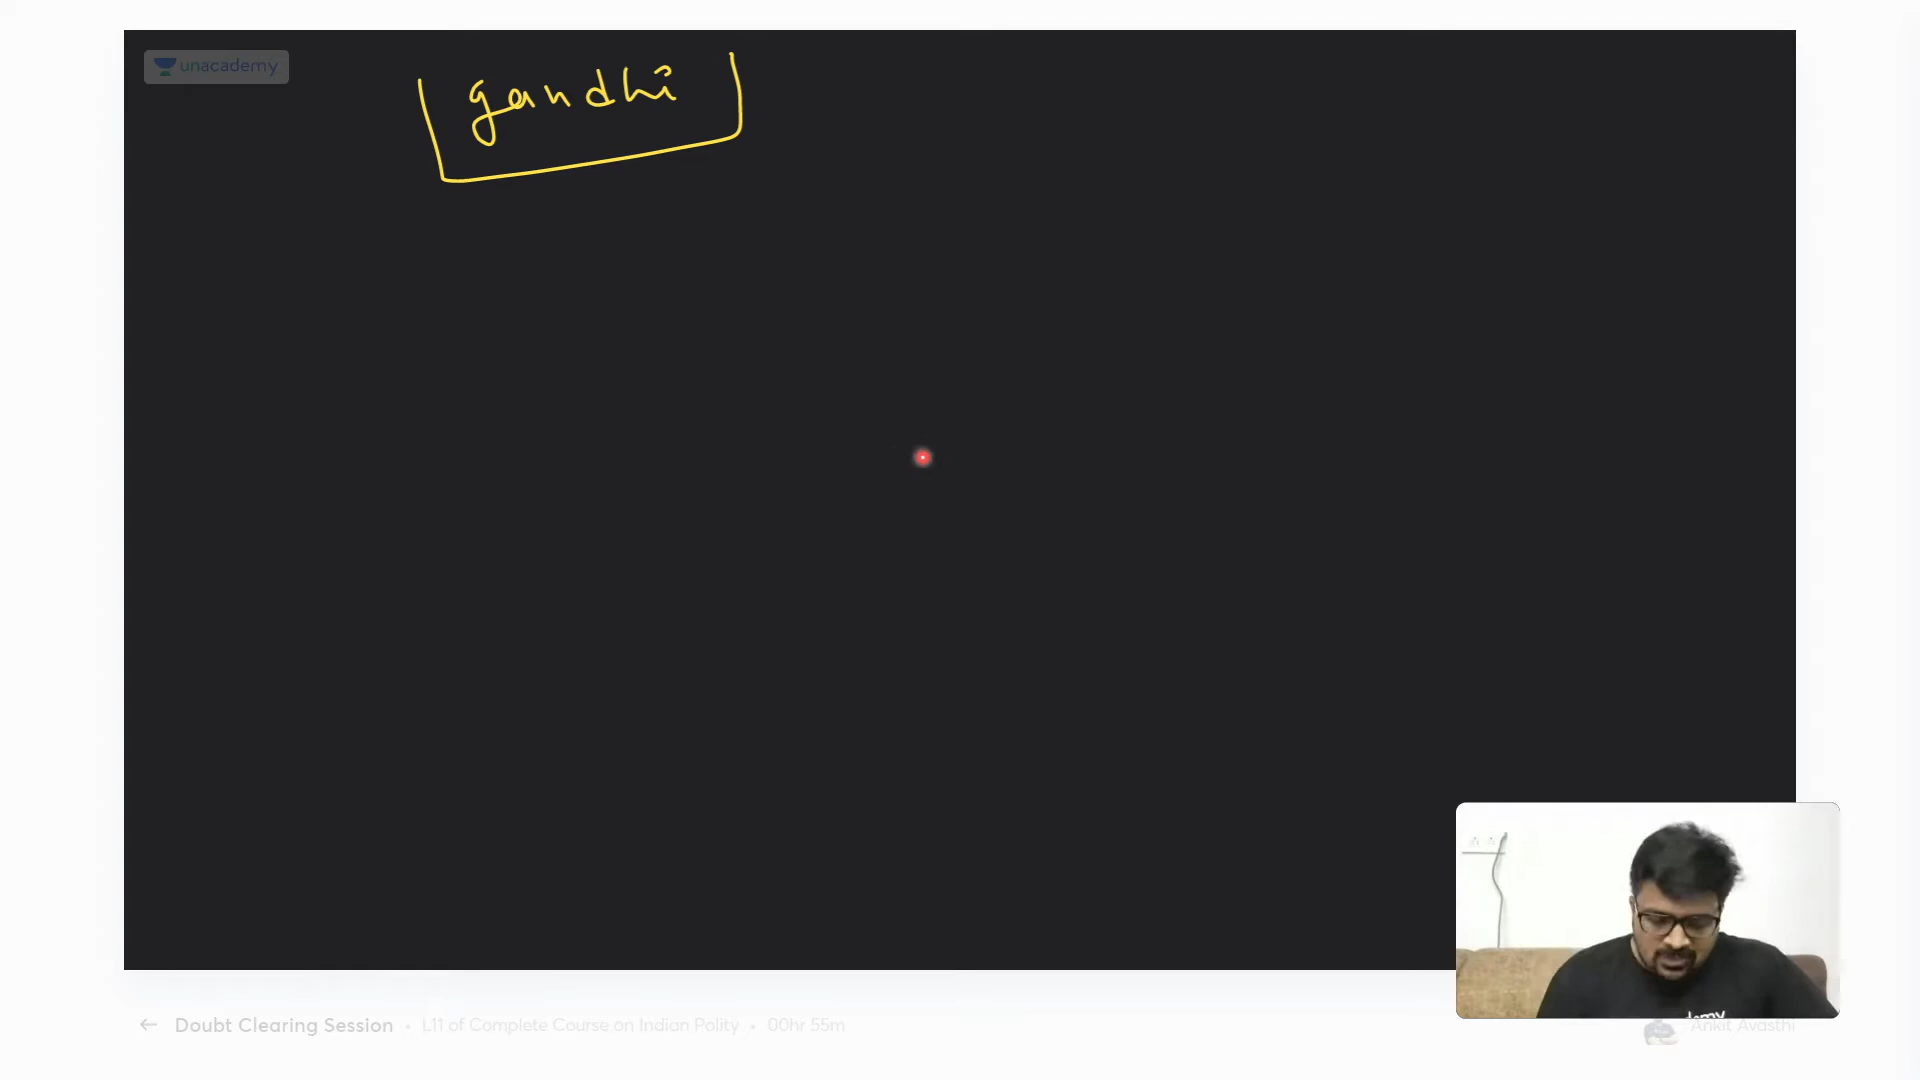 unacademy
gandhi
Doubt Clearing Session • L11 of Complete Course on Indian Polity • 00hr 55m
Ankit Avasthi